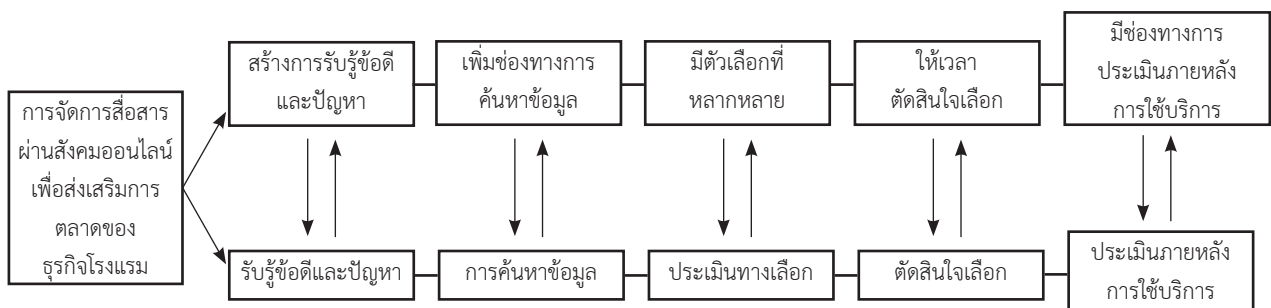 การจัดการสื่อสาร
ผ่านสังคมออนไลน์
เพื่อส่งเสริมการ
ตลาดของ
ธุรกิจโรงแรม
สร้างการรับรู้ข้อดี
และปัญหา
เพิ่มช่องทางการ
ค้นหาข้อมูล
มีตัวเลือกที่
หลากหลาย
ให้เวลา
ตัดสินใจเลือก
มีช่องทางการ
ประเมินภายหลัง
การใช้บริการ
รับรู้ข้อดีและปัญหา
การค้นหาข้อมูล
ประเมินทางเลือก
ตัดสินใจเลือก
ประเมินภายหลัง
การใช้บริการ